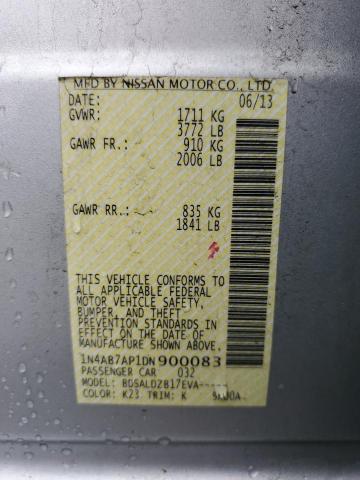 MFD BY NISSAN MOTOR CO., LTD.
DATE: 06/13
GVWR: 1711 KG
3772 LB
GAWR FR.: 910 KG
2006 LB
GAWR RR.: 835 KG
1841 LB
THIS VEHICLE CONFORMS TO
ALL APPLICABLE FEDERAL
MOTOR VEHICLE SAFETY,
BUMPER, AND THEFT
PREVENTION STANDARDS
IN EFFECT ON THE DATE OF
MANUFACTURE SHOWN ABOVE.
1N4AB7AP1DN900083
PASSENGER CAR 032
MODEL: BDSALDZB17EVA-----
COLOR: K23 TRIM: K